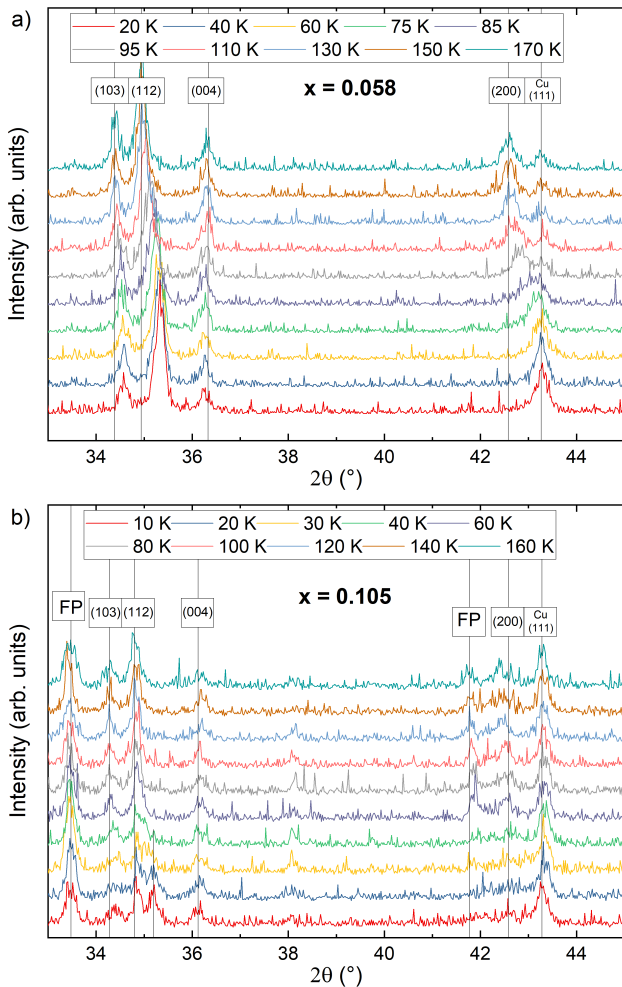 a)
20 K 40 K 60 K 75 K 85 K
95 K 110 K 130 K 150 K 170 K
(103) (112) (004) x = 0.058 (200) Cu (111)
Intensity (arb. units)
34 36 38 40 42 44
2θ (°)
b)
10 K 20 K 30 K 40 K 60 K
80 K 100 K 120 K 140 K 160 K
FP (103) (112) (004) x = 0.105 FP (200) Cu (111)
Intensity (arb. units)
34 36 38 40 42 44
2θ (°)